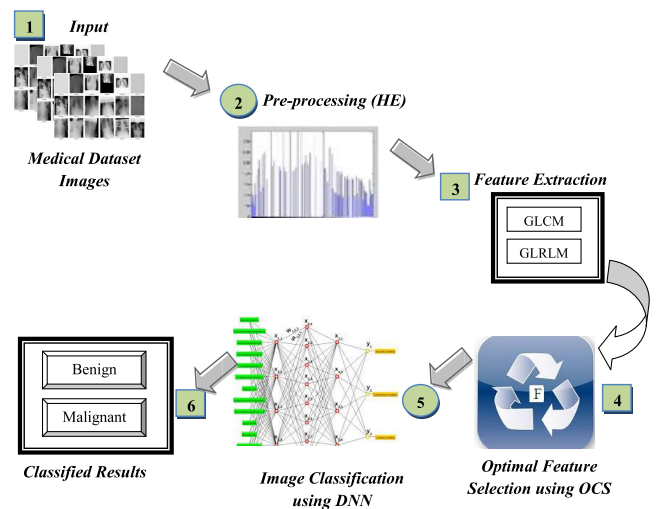 1
Input
Medical Dataset
Images
2
Pre-processing (HE)
3
Feature Extraction
GLCM
GLRLM
4
F
Optimal Feature
Selection using OCS
5
Image Classification
using DNN
6
Benign
Malignant
Classified Results